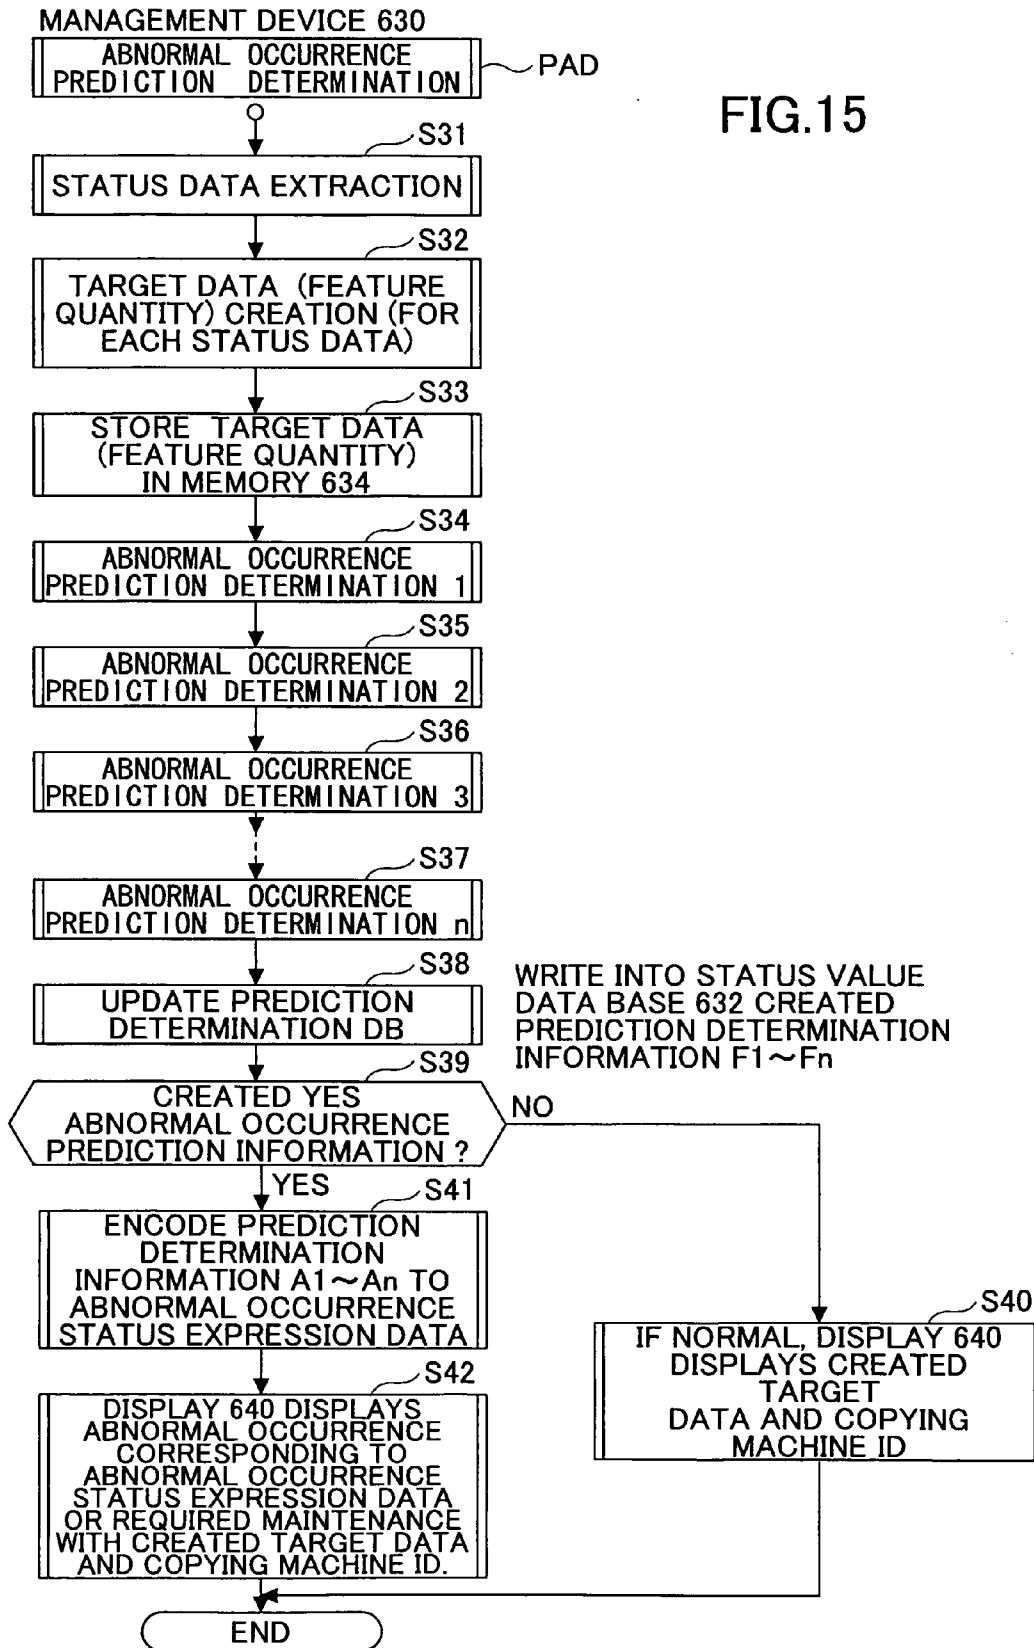 MANAGEMENT DEVICE 630
ABNORMAL OCCURRENCE
PREDICTION DETERMINATION
PAD
FIG.15
S31
STATUS DATA EXTRACTION
S32
TARGET DATA (FEATURE
QUANTITY) CREATION (FOR
EACH STATUS DATA)
S33
STORE TARGET DATA
(FEATURE QUANTITY)
IN MEMORY 634
S34
ABNORMAL OCCURRENCE
PREDICTION DETERMINATION 1
S35
ABNORMAL OCCURRENCE
PREDICTION DETERMINATION 2
S36
ABNORMAL OCCURRENCE
PREDICTION DETERMINATION 3
S37
ABNORMAL OCCURRENCE
PREDICTION DETERMINATION n
S38
UPDATE PREDICTION
DETERMINATION DB
WRITE INTO STATUS VALUE
DATA BASE 632 CREATED
PREDICTION DETERMINATION
INFORMATION F1~Fn
S39
CREATED YES
ABNORMAL OCCURRENCE
PREDICTION INFORMATION ?
NO
YES
S41
ENCODE PREDICTION
DETERMINATION
INFORMATION A1~An TO
ABNORMAL OCCURRENCE
STATUS EXPRESSION DATA
S40
IF NORMAL, DISPLAY 640
DISPLAYS CREATED
TARGET
DATA AND COPYING
MACHINE ID
S42
DISPLAY 640 DISPLAYS
ABNORMAL OCCURRENCE
CORRESPONDING TO
ABNORMAL OCCURRENCE
STATUS EXPRESSION DATA
OR REQUIRED MAINTENANCE
WITH CREATED TARGET DATA
AND COPYING MACHINE ID.
END